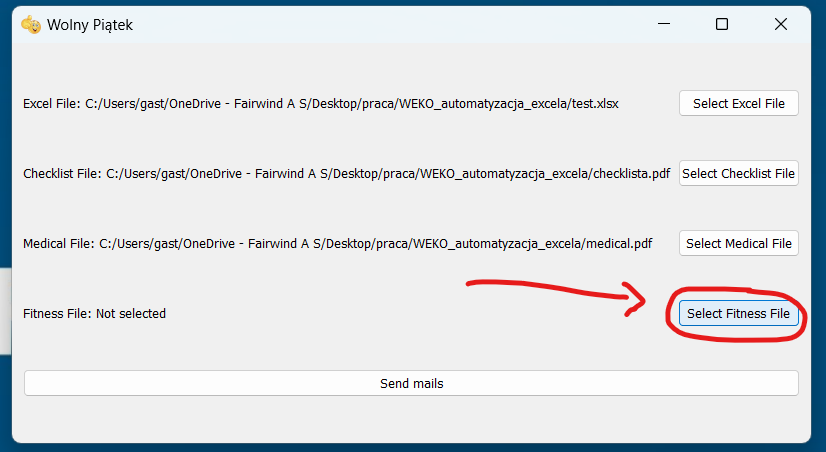 Wolny Piątek
Excel File: C:/Users/gast/OneDrive - Fairwind A S/Desktop/praca/WEKO_automatyzacja_excela/test.xlsx Select Excel File
Checklist File: C:/Users/gast/OneDrive - Fairwind A S/Desktop/praca/WEKO_automatyzacja_excela/checklista.pdf Select Checklist File
Medical File: C:/Users/gast/OneDrive - Fairwind A S/Desktop/praca/WEKO_automatyzacja_excela/medical.pdf Select Medical File
Fitness File: Not selected Select Fitness File
Send mails